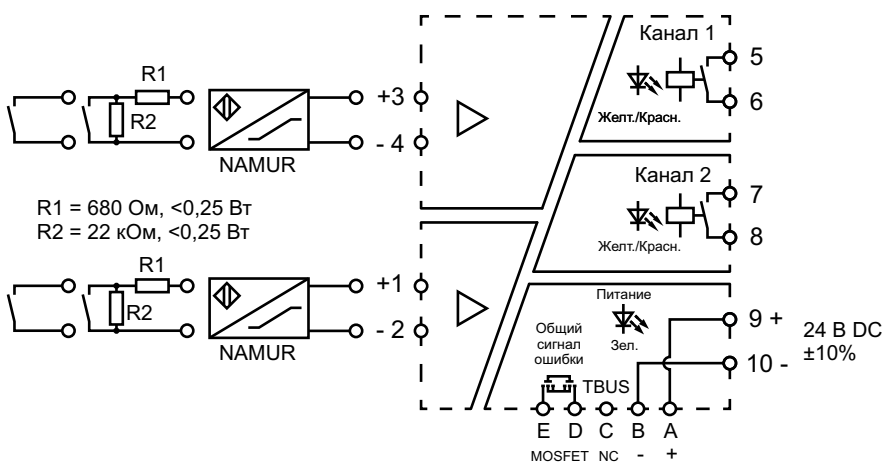 Канал 1
5
6
Желт./Красн.
R1
R2
+3
- 4
NAMUR
R1 = 680 Ом, <0,25 Вт
R2 = 22 кОм, <0,25 Вт
Канал 2
7
8
Желт./Красн.
R1
R2
+1
- 2
NAMUR
Питание
Зел.
9 +
10 -
24 В DC
±10%
Общий
сигнал
ошибки
TBUS
E D C B A
MOSFET NC - +